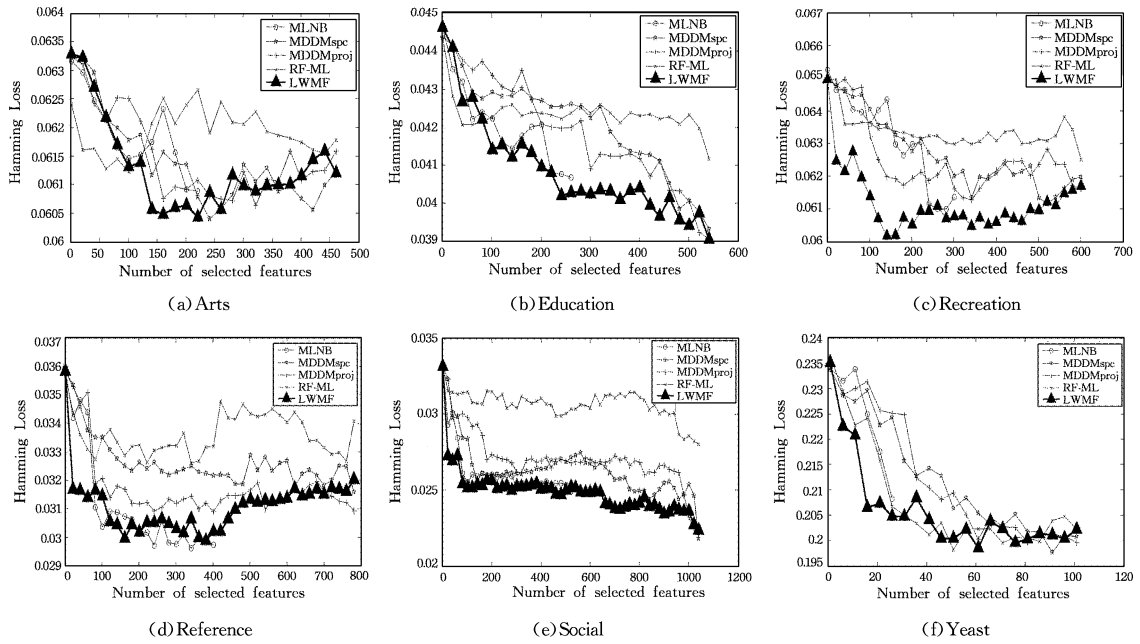 0.0635
0.063
0.0625
0.062
0.0615
0.061
0.0605
0.06
Hamming Loss
0 50 100 150 200 250 300 350 400 450 500
Number of selected features
MLNB
MDDMspc
MDDMproj
RF-ML
LWMF
(a)Arts
0.045
0.044
0.043
0.042
0.041
0.04
0.039
Hamming Loss
0 100 200 300 400 500 600
Number of selected features
MLNB
MDDMspc
MDDMproj
RF-ML
LWMF
(b)Education
0.067
0.066
0.065
0.064
0.063
0.062
0.061
0.06
Hamming Loss
0 100 200 300 400 500 600 700
Number of selected features
MLNB
MDDMspc
MDDMproj
RF-ML
LWMF
(c)Recreation
0.037
0.036
0.035
0.034
0.033
0.032
0.031
0.03
0.029
Hamming Loss
0 100 200 300 400 500 600 700 800
Number of selected features
MLNB
MDDMspc
MDDMproj
RF-ML
LWMF
(d)Reference
0.035
0.03
0.025
0.02
Hamming Loss
0 200 400 600 800 1000 1200
Number of selected features
MLNB
MDDMspc
MDDMproj
RF-ML
LWMF
(e)Social
0.24
0.235
0.23
0.225
0.22
0.215
0.21
0.205
0.2
0.195
Hamming Loss
0 20 40 60 80 100 120
Number of selected features
MLNB
MDDMspc
MDDMproj
RF-ML
LWMF
(f)Yeast